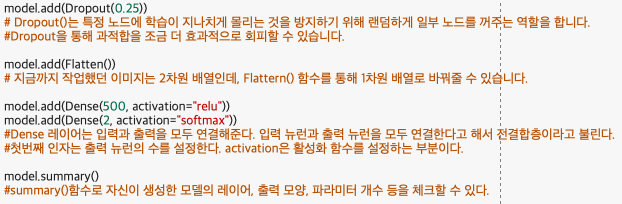 model.add(Dropout(0.25))
# Dropout()는 특정 노드에 학습이 지나치게 몰리는 것을 방지하기 위해 랜덤하게 일부 노드를 꺼주는 역할을 합니다.
#Dropout을 통해 과적합을 조금 더 효과적으로 회피할 수 있습니다.
model.add(Flatten())
# 지금까지 작업했던 이미지는 2차원 배열인데, Flattern() 함수를 통해 1차원 배열로 바꿔줄 수 있습니다.
model.add(Dense(500, activation="relu"))
model.add(Dense(2, activation="softmax"))
#Dense 레이어는 입력과 출력을 모두 연결해준다. 입력 뉴런과 출력 뉴런을 모두 연결한다고 해서 전결합층이라고 불린다.
#첫번째 인자는 출력 뉴런의 수를 설정한다. activation은 활성화 함수를 설정하는 부분이다.
model.summary()
#summary()함수로 자신이 생성한 모델의 레이어, 출력 모양, 파라미터 개수 등을 체크할 수 있다.